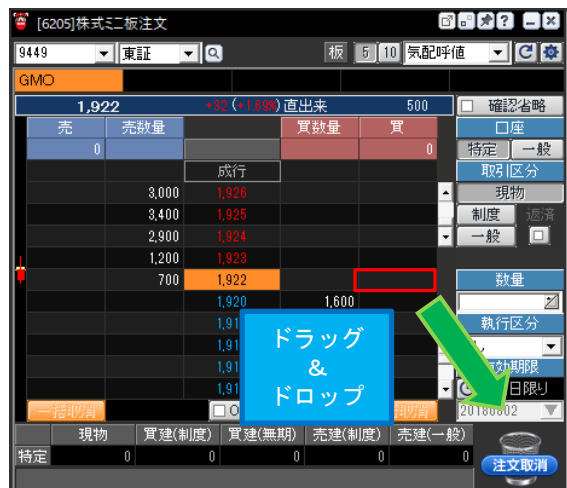 [6205]株式ミニ板注文
9449 東証 板 5 10 気配呼値
GMO
1,922 +32 (+1.69%) 直出来 500 確認省略
売 売数量 買数量 買 口座
0 0 特定 一般
成行 取引区分
3,000 1,926 現物
3,400 1,925 制度 返済
2,900 1,924 一般
1,200 1,923
700 1,922 数量
1,920 1,600
執行区分
ドラッグ
&
ドロップ
日限り
一括取消 20180802
現物 買建(制度) 買建(無期) 売建(制度) 売建(一般)
特定 0 0 0 0 0
注文取消